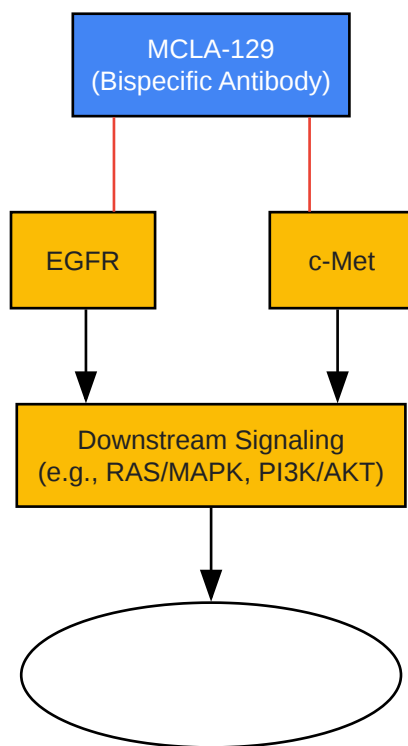 MCLA-129
(Bispecific Antibody)
EGFR
c-Met
Downstream Signaling
(e.g., RAS/MAPK, PI3K/AKT)